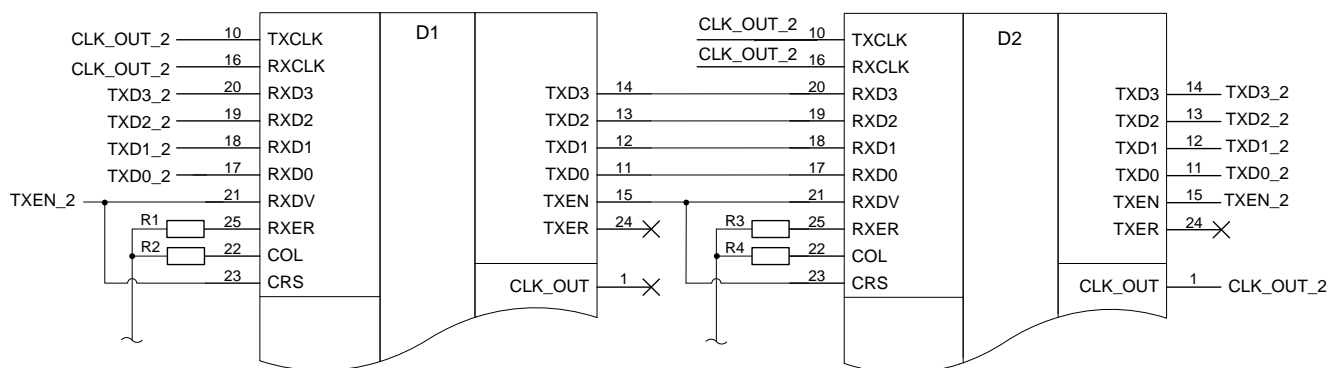 D1
D2
CLK_OUT_2 10 TXCLK
CLK_OUT_2 10 TXCLK
CLK_OUT_2 16 RXCLK
CLK_OUT_2 16 RXCLK
TXD3_2 20 RXD3
TXD3 14
20 RXD3
TXD3 14 TXD3_2
TXD2_2 19 RXD2
TXD2 13
19 RXD2
TXD2 13 TXD2_2
TXD1_2 18 RXD1
TXD1 12
18 RXD1
TXD1 12 TXD1_2
TXD0_2 17 RXD0
TXD0 11
17 RXD0
TXD0 11 TXD0_2
TXEN_2 21 RXDV
TXEN 15
21 RXDV
TXEN 15 TXEN_2
R1 25 RXER
TXER 24
R3 25 RXER
TXER 24
R2 22 COL
R4 22 COL
23 CRS
CLK_OUT 1
23 CRS
CLK_OUT 1 CLK_OUT_2